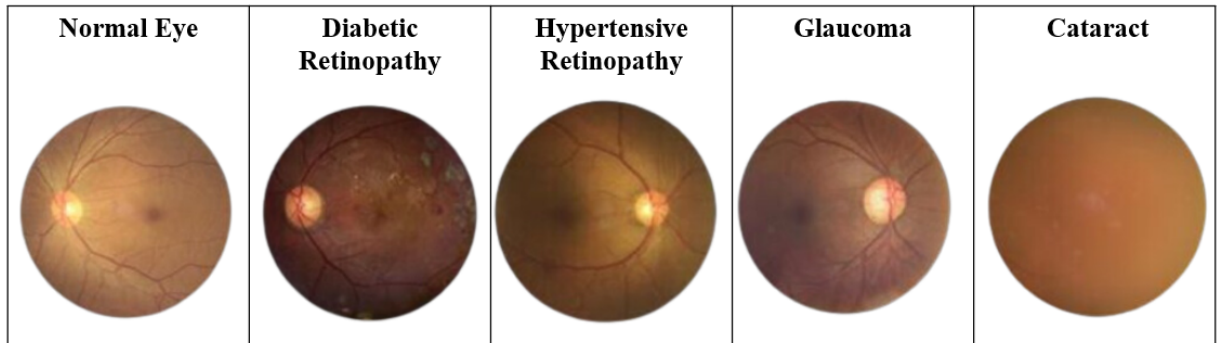 Normal Eye
Diabetic
Retinopathy
Hypertensive
Retinopathy
Glaucoma
Cataract